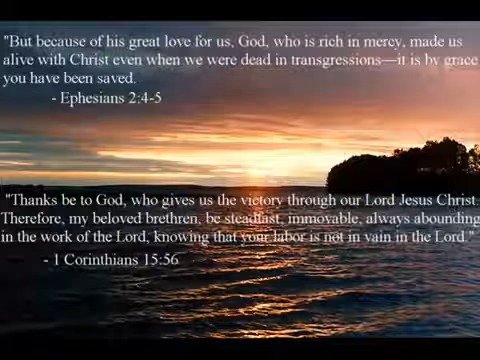 "But because of his great love for us, God, who is rich in mercy, made us
alive with Christ even when we were dead in transgressions—it is by grace
you have been saved.
- Ephesians 2:4-5
"Thanks be to God, who gives us the victory through our Lord Jesus Christ.
Therefore, my beloved brethren, be steadfast, immovable, always abounding
in the work of the Lord, knowing that your labor is not in vain in the Lord."
- 1 Corinthians 15:56